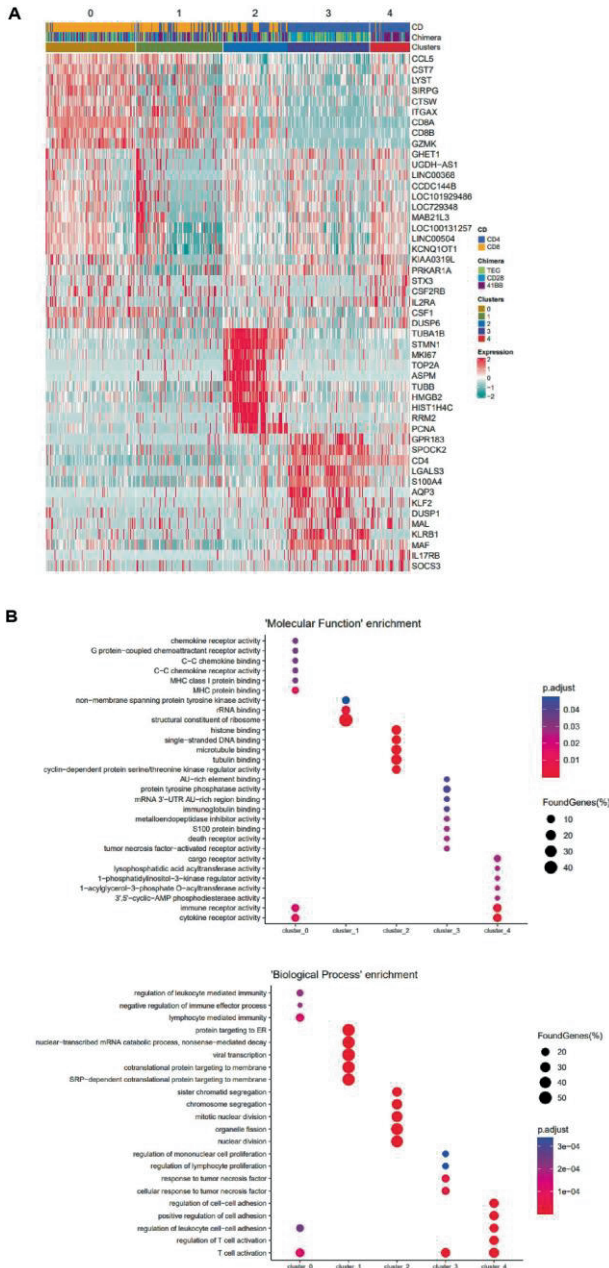 A
0 1 2 3 4
CD
Chimera
Clusters
CCL5
CST7
LYST
SIRPG
CTSW
ITGAX
CD8A
CD8B
GZMK
GHET1
UGDH-AS1
LINC00368
CCDC144B
LOC101929486
LOC729348
MAB21L3
LOC100131257
LINC00504
KCNQ1OT1
KIAA0319L
PRKAR1A
STX3
CSF2RB
IL2RA
CSF1
DUSP6
TUBA1B
STMN1
MKI67
TOP2A
ASPM
TUBB
HMGB2
HIST1H4C
RRM2
PCNA
GPR183
SPOCK2
CD4
LGALS3
S100A4
AQP3
KLF2
DUSP1
MAL
KLRB1
MAF
IL17RB
SOCS3
CD
CD4
CD8
Chimera
TEG
CD28
41BB
Clusters
0
1
2
3
4
Expression
2
1
0
−1
−2
B
'Molecular Function' enrichment
chemokine receptor activity
G protein−coupled chemoattractant receptor activity
C−C chemokine binding
C−C chemokine receptor activity
MHC class I protein binding
MHC protein binding
non−membrane spanning protein tyrosine kinase activity
rRNA binding
structural constituent of ribosome
histone binding
single−stranded DNA binding
microtubule binding
tubulin binding
cyclin−dependent protein serine/threonine kinase regulator activity
AU−rich element binding
protein tyrosine phosphatase activity
mRNA 3'−UTR AU−rich region binding
immunoglobulin binding
metalloendopeptidase inhibitor activity
S100 protein binding
death receptor activity
tumor necrosis factor−activated receptor activity
cargo receptor activity
lysophosphatidic acid acyltransferase activity
1−phosphatidylinositol−3−kinase regulator activity
1−acylglycerol−3−phosphate O−acyltransferase activity
3',5'−cyclic−AMP phosphodiesterase activity
immune receptor activity
cytokine receptor activity
cluster_0 cluster_1 cluster_2 cluster_3 cluster_4
p.adjust
0.04
0.03
0.02
0.01
FoundGenes(%)
10
20
30
40
'Biological Process' enrichment
regulation of leukocyte mediated immunity
negative regulation of immune effector process
lymphocyte mediated immunity
protein targeting to ER
nuclear−transcribed mRNA catabolic process, nonsense−mediated decay
viral transcription
cotranslational protein targeting to membrane
SRP−dependent cotranslational protein targeting to membrane
sister chromatid segregation
chromosome segregation
mitotic nuclear division
organelle fission
nuclear division
regulation of mononuclear cell proliferation
regulation of lymphocyte proliferation
response to tumor necrosis factor
cellular response to tumor necrosis factor
regulation of cell−cell adhesion
positive regulation of cell adhesion
regulation of leukocyte cell−cell adhesion
regulation of T cell activation
T cell activation
cluster_0 cluster_1 cluster_2 cluster_3 cluster_4
FoundGenes(%)
20
30
40
50
p.adjust
3e−04
2e−04
1e−04